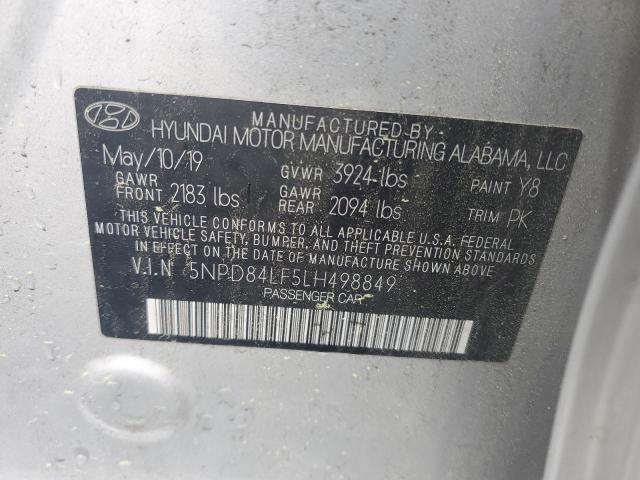 MANUFACTURED BY-
HYUNDAI MOTOR MANUFACTURING ALABAMA, LLC
May/10/19 GVWR 3924 lbs PAINT Y8
GAWR FRONT 2183 lbs GAWR REAR 2094 lbs TRIM PK
THIS VEHICLE CONFORMS TO ALL APPLICABLE U.S.A. FEDERAL
MOTOR VEHICLE SAFETY, BUMPER, AND THEFT PREVENTION STANDARDS
IN EFFECT ON THE DATE OF MANUFACTURE SHOWN ABOVE.
V.I.N 5NPD84LF5LH498849
PASSENGER CAR